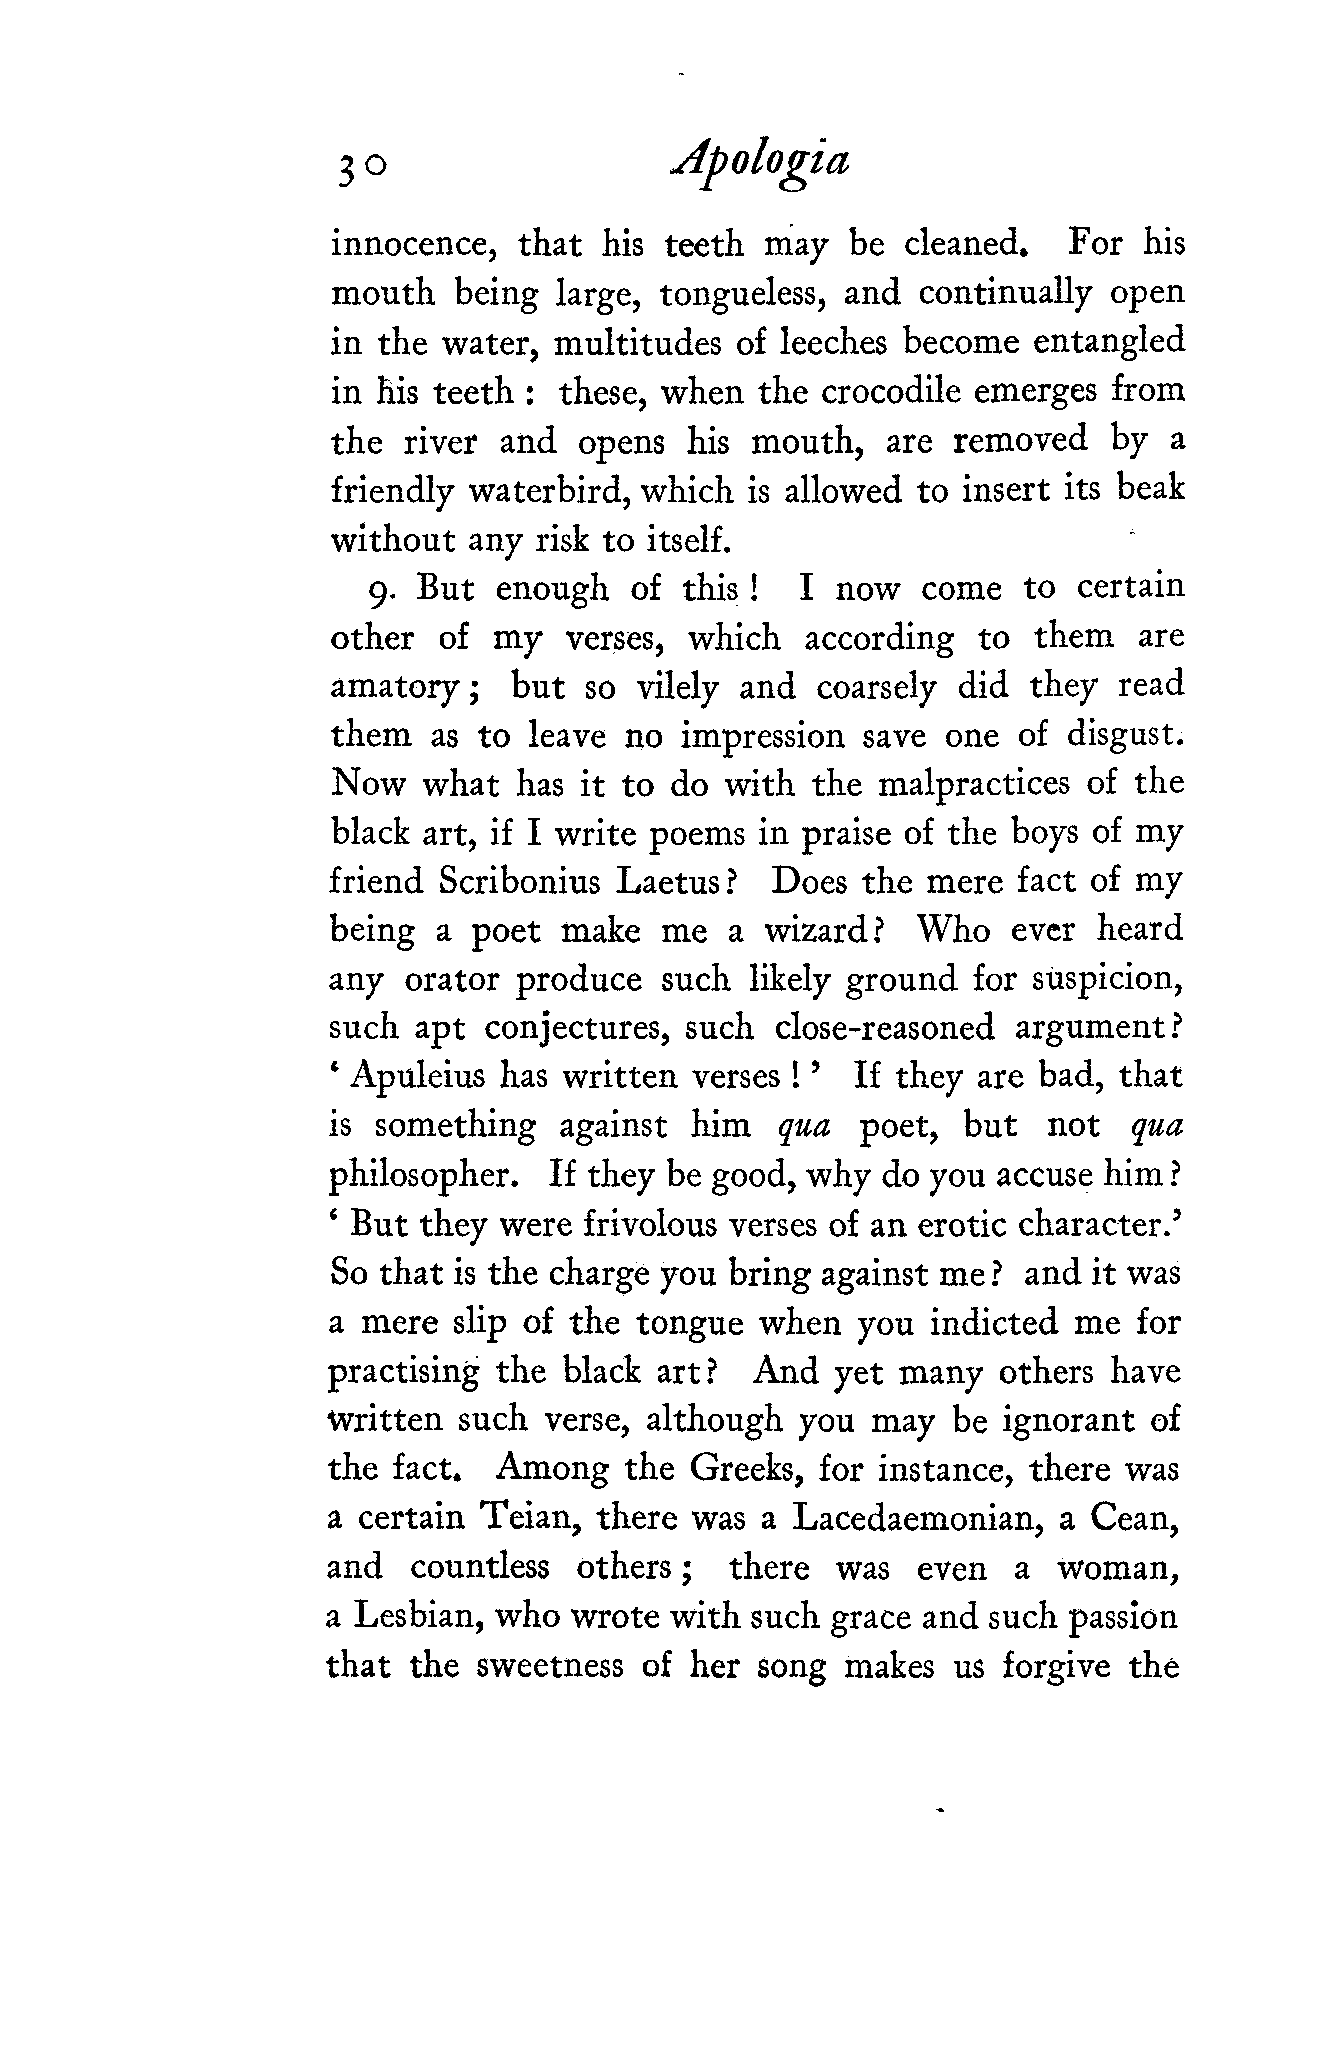 30 Apologia
innocence, that his teeth may be cleaned. For his
mouth being large, tongueless, and continually open
in the water, multitudes of leeches become entangled
in his teeth : these, when the crocodile emerges from
the river and opens his mouth, are removed by a
friendly waterbird, which is allowed to insert its beak
without any risk to itself.
9. But enough of this ! I now come to certain
other of my verses, which according to them are
amatory ; but so vilely and coarsely did they read
them as to leave no impression save one of disgust.
Now what has it to do with the malpractices of the
black art, if I write poems in praise of the boys of my
friend Scribonius Laetus? Does the mere fact of my
being a poet make me a wizard? Who ever heard
any orator produce such likely ground for suspicion,
such apt conjectures, such close-reasoned argument?
‘ Apuleius has written verses ! ’ If they are bad, that
is something against him qua poet, but not qua
philosopher. If they be good, why do you accuse him ?
‘ But they were frivolous verses of an erotic character.’
So that is the charge you bring against me? and it was
a mere slip of the tongue when you indicted me for
practising the black art? And yet many others have
written such verse, although you may be ignorant of
the fact. Among the Greeks, for instance, there was
a certain Teian, there was a Lacedaemonian, a Cean,
and countless others ; there was even a woman,
a Lesbian, who wrote with such grace and such passion
that the sweetness of her song makes us forgive the